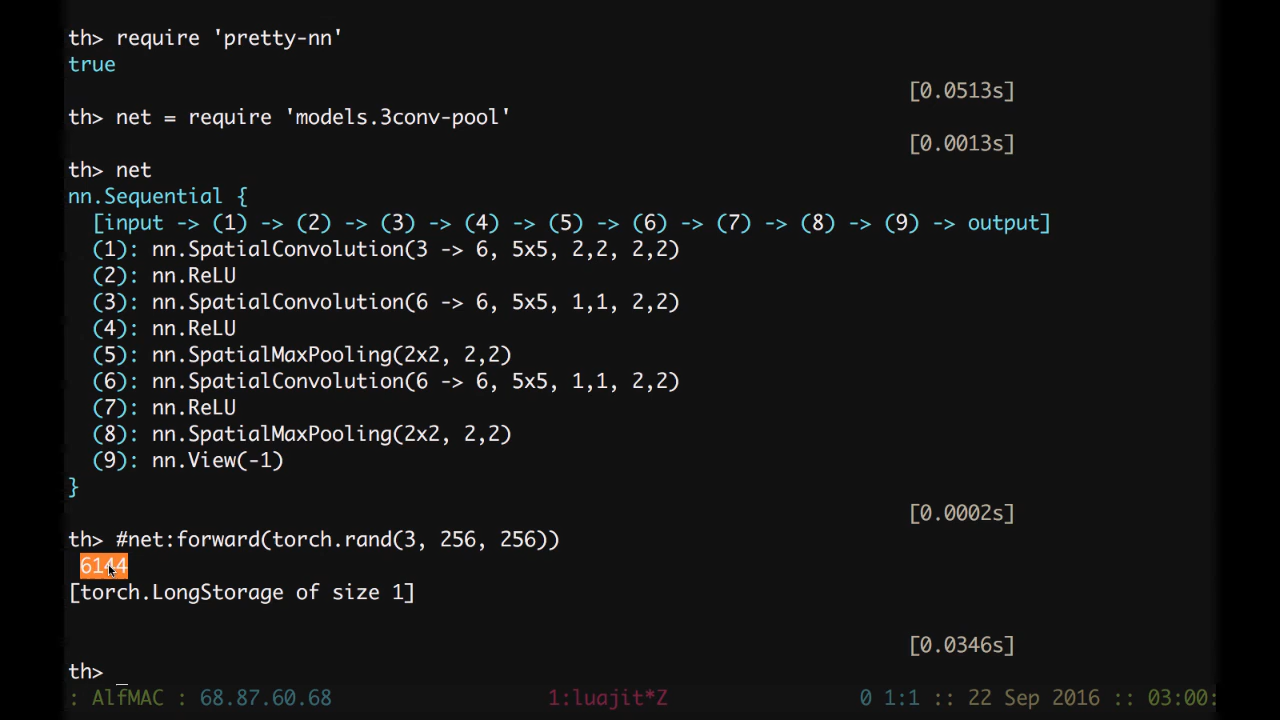 th> require 'pretty-nn'
true
[0.0513s]
th> net = require 'models.3conv-pool'
[0.0013s]
th> net
nn.Sequential {
[input -> (1) -> (2) -> (3) -> (4) -> (5) -> (6) -> (7) -> (8) -> (9) -> output]
(1): nn.SpatialConvolution(3 -> 6, 5x5, 2,2, 2,2)
(2): nn.ReLU
(3): nn.SpatialConvolution(6 -> 6, 5x5, 1,1, 2,2)
(4): nn.ReLU
(5): nn.SpatialMaxPooling(2x2, 2,2)
(6): nn.SpatialConvolution(6 -> 6, 5x5, 1,1, 2,2)
(7): nn.ReLU
(8): nn.SpatialMaxPooling(2x2, 2,2)
(9): nn.View(-1)
}
[0.0002s]
th> #net:forward(torch.rand(3, 256, 256))
6144
[torch.LongStorage of size 1]
[0.0346s]
th> _
: AlfMAC : 68.87.60.68 1:luajit*Z 0 1:1 :: 22 Sep 2016 :: 03:00: